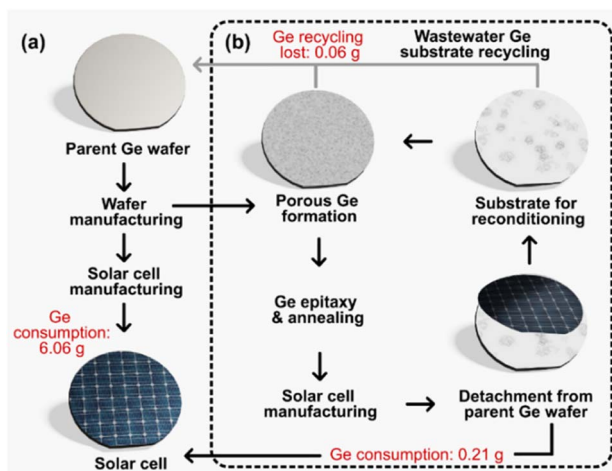 (a)
Parent Ge wafer
Wafer
manufacturing
Solar cell
manufacturing
Ge
consumption:
6.06 g
Solar cell
(b)
Ge recycling
lost: 0.06 g
Wastewater Ge
substrate recycling
Porous Ge
formation
Substrate for
reconditioning
Ge epitaxy
& annealing
Solar cell
manufacturing
Detachment from
parent Ge wafer
Ge consumption: 0.21 g